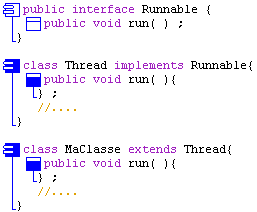 public interface Runnable {
public void run( ) ;
}
class Thread implements Runnable{
public void run( ){
} ;
//....
}
class MaClasse extends Thread{
public void run( ){
} ;
//....
}